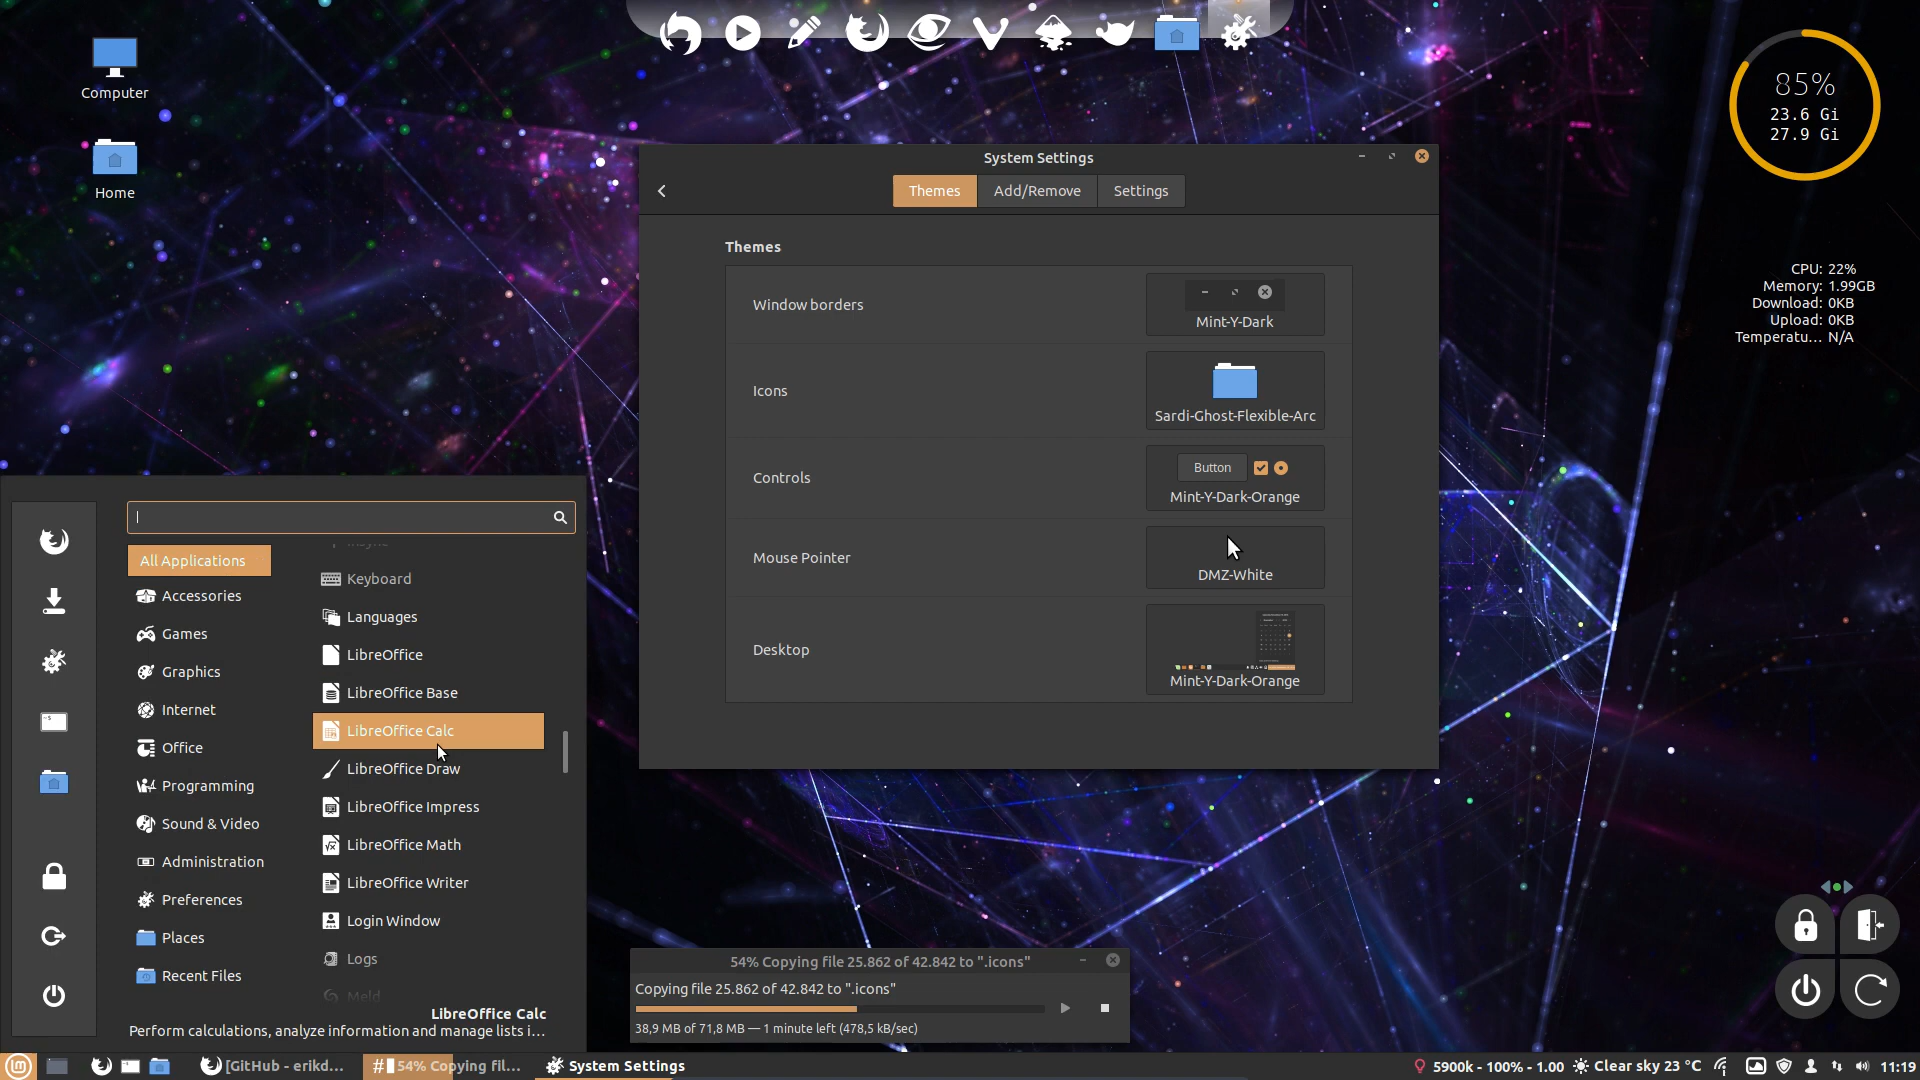 Computer
Home
85%
23.6 Gi
27.9 Gi
CPU: 22%
Memory: 1.99GB
Download: 0KB
Upload: 0KB
Temperatu... N/A
System Settings
Themes
Add/Remove
Settings
Themes
Window borders
Mint-Y-Dark
Icons
Sardi-Ghost-Flexible-Arc
Controls
Button
Mint-Y-Dark-Orange
Mouse Pointer
DMZ-White
Desktop
Mint-Y-Dark-Orange
All Applications
Accessories
Games
Graphics
Internet
Office
Programming
Sound & Video
Administration
Preferences
Places
Recent Files
Keyboard
Languages
LibreOffice
LibreOffice Base
LibreOffice Calc
LibreOffice Draw
LibreOffice Impress
LibreOffice Math
LibreOffice Writer
Login Window
Logs
Meld
LibreOffice Calc
Perform calculations, analyze information and manage lists i...
54% Copying file 25.862 of 42.842 to ".icons"
Copying file 25.862 of 42.842 to ".icons"
38,9 MB of 71,8 MB — 1 minute left (478,5 kB/sec)
[GitHub - erikd...
# 54% Copying fil...
System Settings
5900k - 100% - 1.00
Clear sky 23 °C
11:19